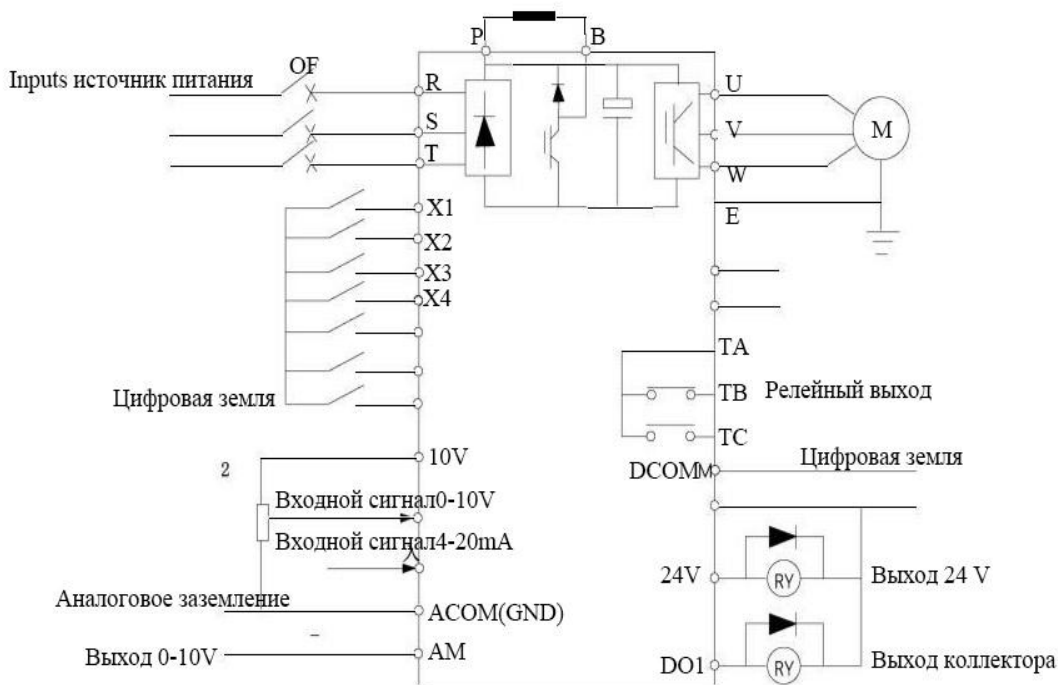 P
B
Inputs источник питания
OF
R
S
T
U
V
W
M
E
X1
X2
X3
X4
Цифровая земля
TA
TB
Релейный выход
TC
DCOMM
Цифровая земля
2
10V
Входной сигнал0-10V
Входной сигнал4-20mA
入
Аналоговое заземление
ACOM(GND)
Выход 0-10V
AM
24V
RY
Выход 24 V
DO1
RY
Выход коллектора